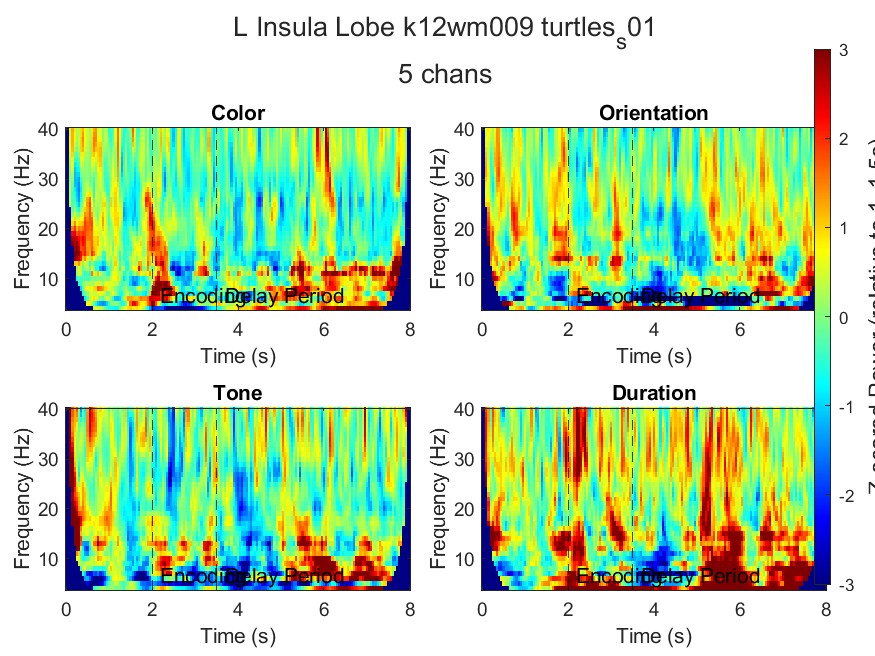 L Insula Lobe k12wm009 turtless01
5 chans
Color
Orientation
Frequency (Hz)
40
30
20
10
Encoding
Delay Period
0 2 4 6 8
Time (s)
Frequency (Hz)
40
30
20
10
Encoding
Delay Period
0 2 4 6
Time (s)
Tone
Duration
Frequency (Hz)
40
30
20
10
Encoding
Delay Period
0 2 4 6 8
Time (s)
Frequency (Hz)
40
30
20
10
Encoding
Delay Period
0 2 4 6 8
Time (s)
3
2
1
0
-1
-2
-3